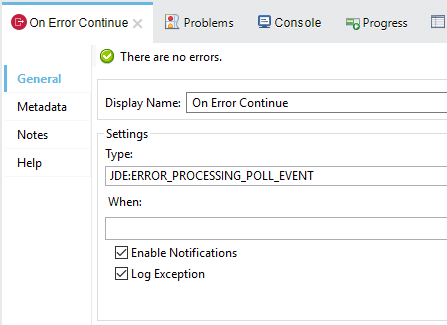 On Error Continue Problems Console Progress
There are no errors.
General
Metadata
Notes
Help
Display Name: On Error Continue
Settings
Type:
JDE:ERROR_PROCESSING_POLL_EVENT
When:
Enable Notifications
Log Exception